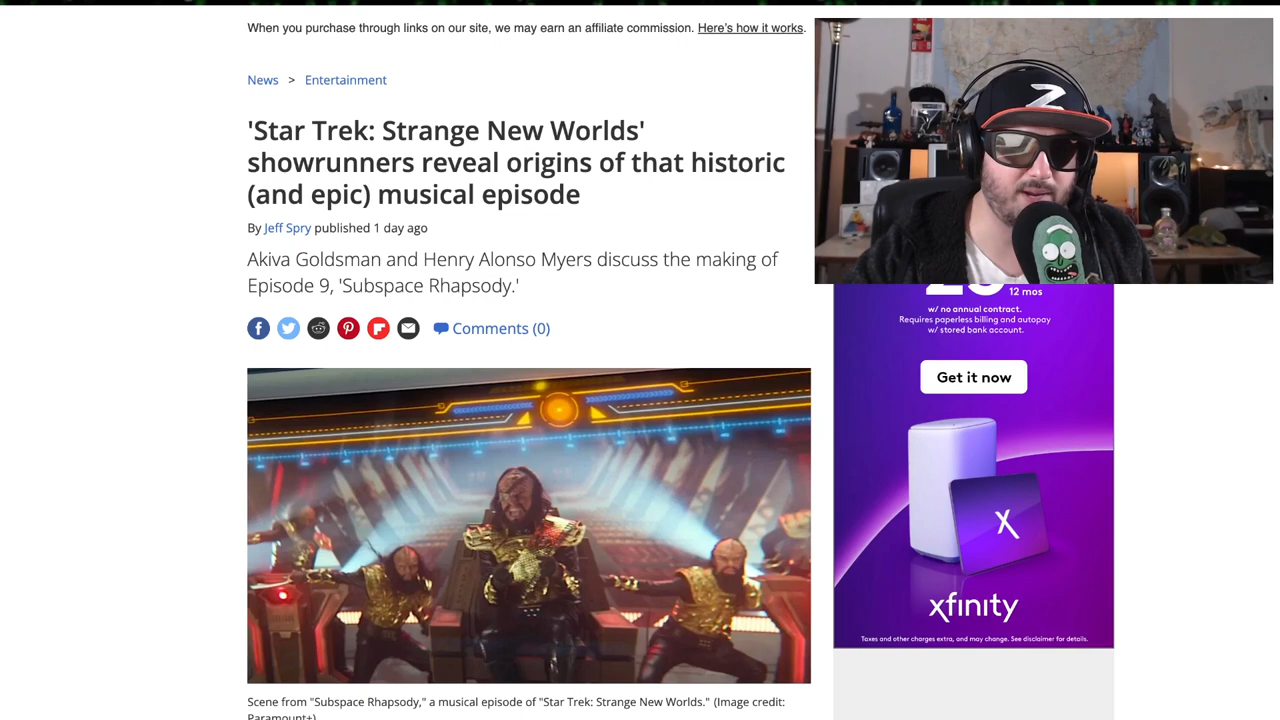 When you purchase through links on our site, we may earn an affiliate commission. Here's how it works.
News > Entertainment
'Star Trek: Strange New Worlds'
showrunners reveal origins of that historic
(and epic) musical episode
By Jeff Spry published 1 day ago
Akiva Goldsman and Henry Alonso Myers discuss the making of
Episode 9, 'Subspace Rhapsody.'
Comments (0)
Scene from "Subspace Rhapsody," a musical episode of "Star Trek: Strange New Worlds." (Image credit:
Paramount+)
12 mos
w/ no annual contract.
Requires paperless billing and autopay
w/ stored bank account.
Get it now
X
xfinity
Taxes and other charges extra, and may change. See disclaimer for details.